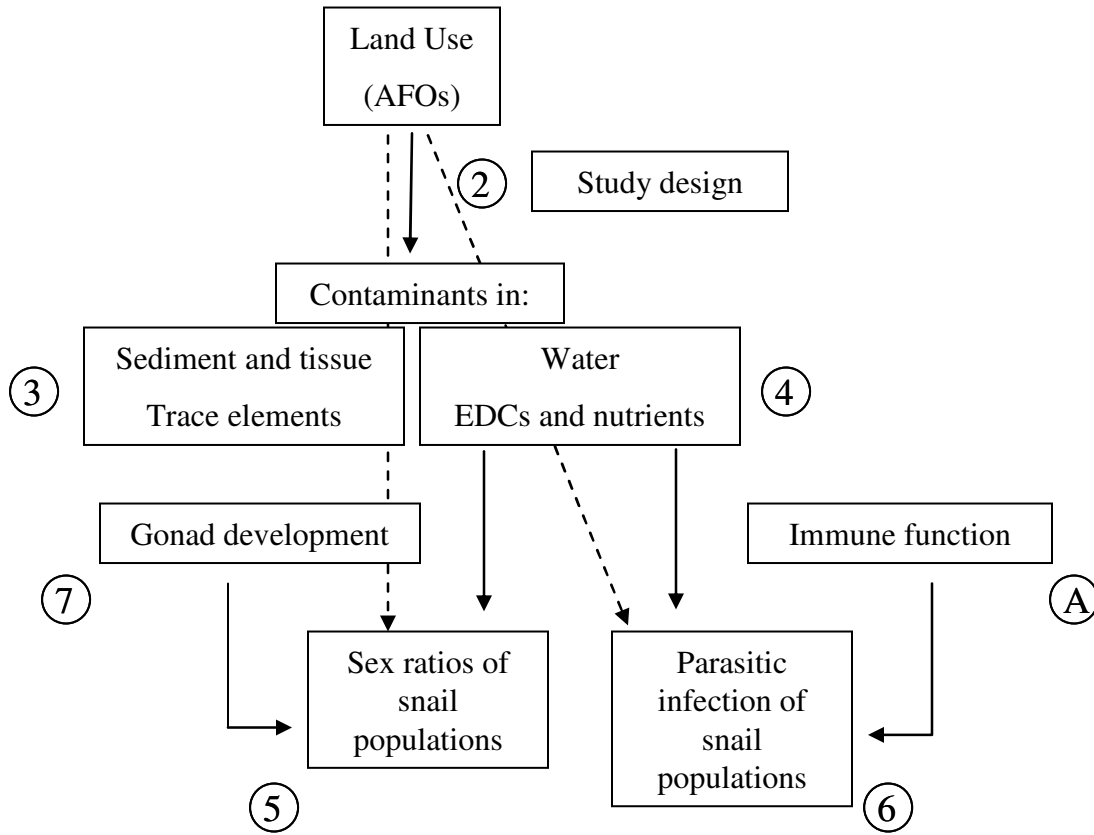 Land Use
(AFOs)
2
Study design
Contaminants in:
3
Sediment and tissue
Trace elements
Water
EDCs and nutrients
4
Gonad development
7
Immune function
A
Sex ratios of
snail
populations
5
Parasitic
infection of
snail
populations
6